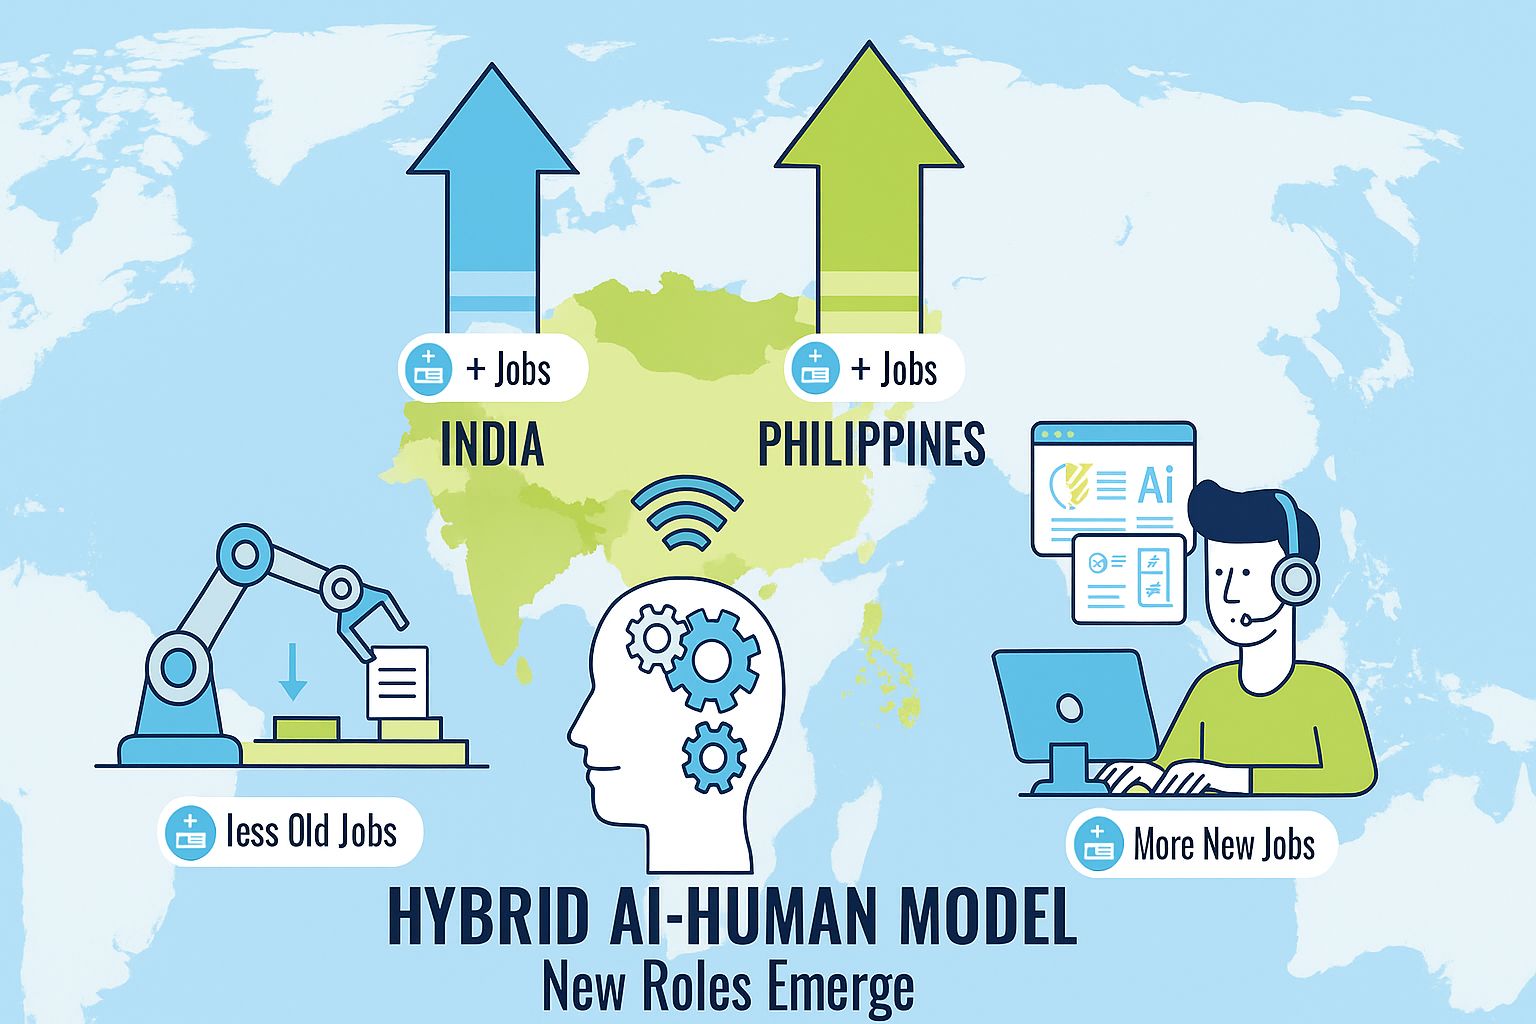 + Jobs
+ Jobs
INDIA
PHILIPPINES
Ai
less Old Jobs
More New Jobs
HYBRID AI-HUMAN MODEL
New Roles Emerge